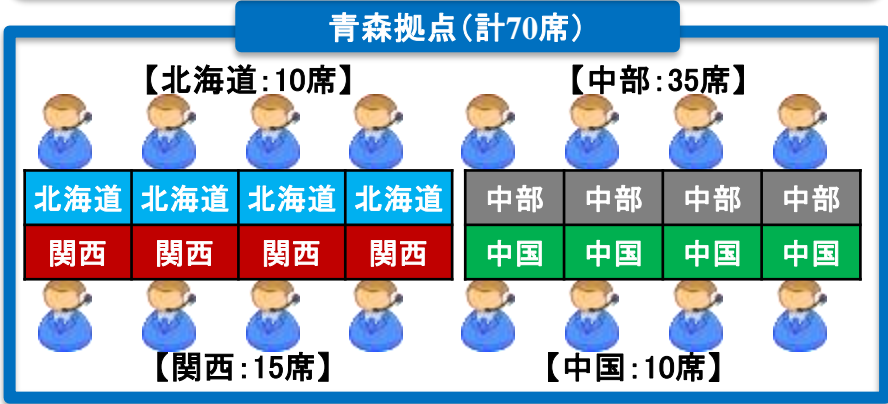 青森拠点（計70席）
【北海道：10席】 【中部：35席】
北海道 北海道 北海道 北海道 中部 中部 中部 中部
関西 関西 関西 関西 中国 中国 中国 中国
【関西：15席】 【中国：10席】